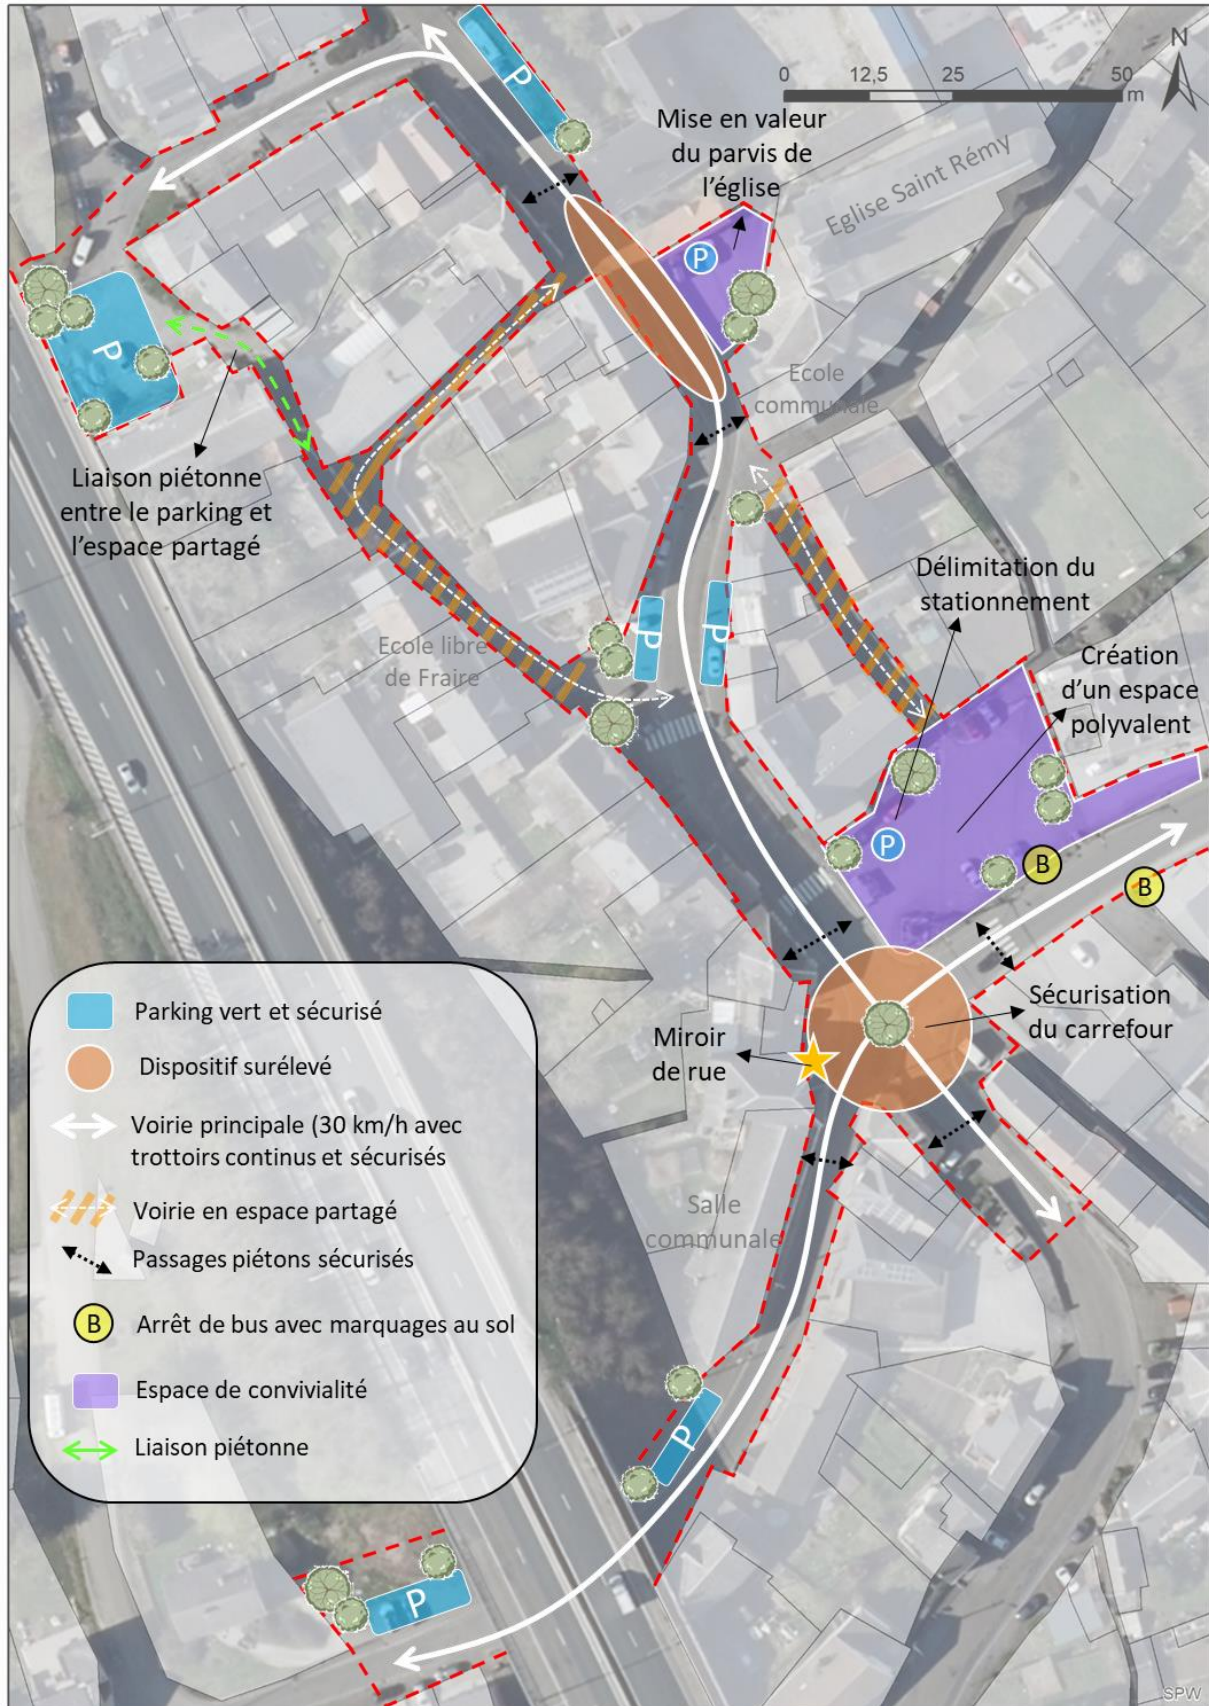 N
0 12,5 25 50
m
P
Mise en valeur
du parvis de
l'église
Eglise Saint Rémy
P
P
Ecole
communale
Liaison piétonne
entre le parking et
l'espace partagé
Délimitation du
stationnement
Création
d'un espace
polyvalent
P
P
Ecole libre
de Fraire
P
B
B
Sécurisation
du carrefour
Miroir
de rue
Salle
communale
P
P
Parking vert et sécurisé
Dispositif surélevé
Voirie principale (30 km/h avec
trottoirs continus et sécurisés
Voirie en espace partagé
Passages piétons sécurisés
B
Arrêt de bus avec marquages au sol
Espace de convivialité
Liaison piétonne
SPW